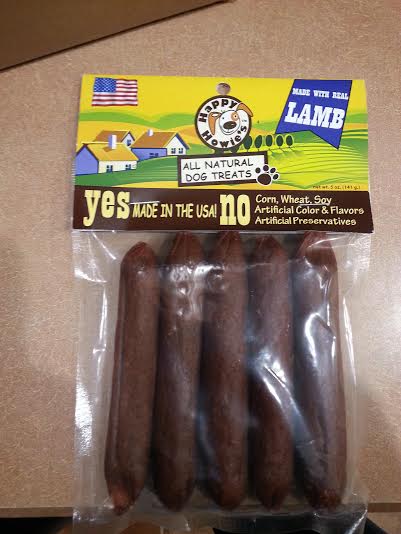 Happy
Howie's
MADE WITH REAL
LAMB
ALL NATURAL
DOG TREATS
net wt. 5 oz. (141 g.)
yes MADE IN THE USA! no Corn, Wheat, Soy
Artificial Color & Flavors
Artificial Preservatives